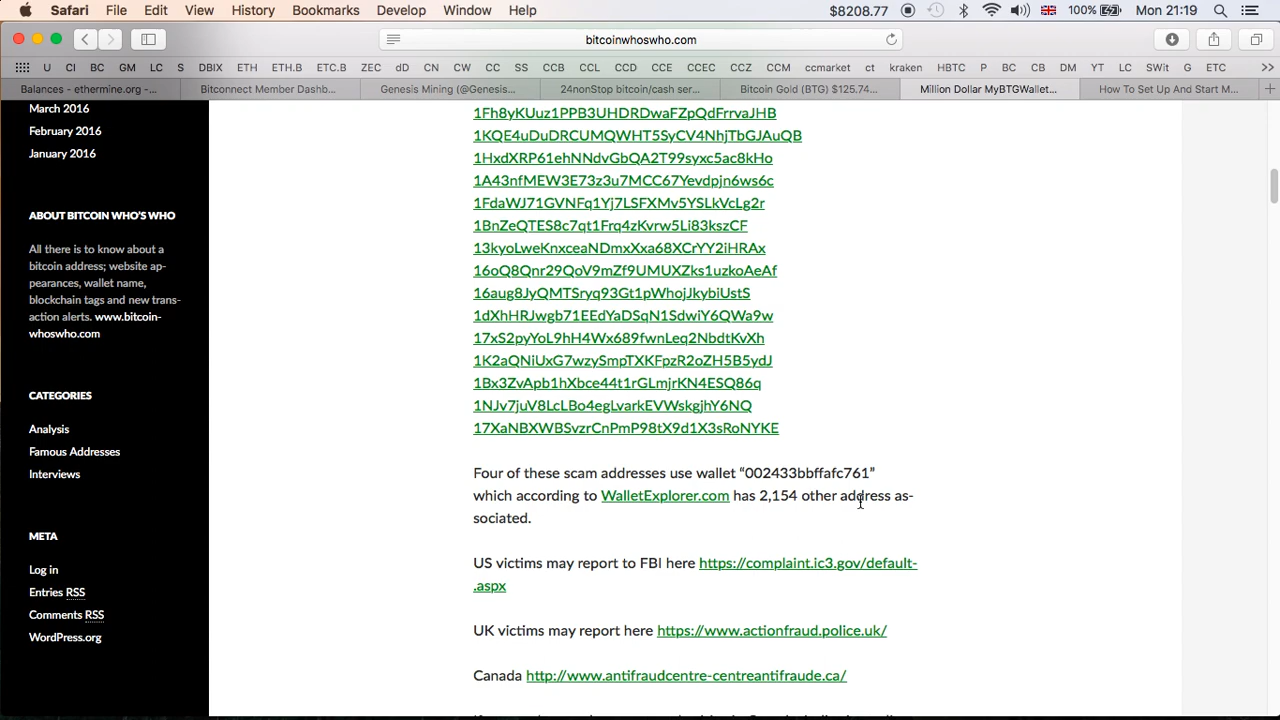 Safari File Edit View History Bookmarks Develop Window Help $8208.77 100% Mon 21:19
bitcoinwhoswho.com
U CI BC GM LC S DBIX ETH ETH.B ETC.B ZEC dD CN CW CC SS CCB CCL CCD CCE CCEC CCZ CCM ccmarket ct kraken HBTC P BC CB DM YT LC SWit G ETC >>
Balances - ethermine.org -... Bitconnect Member Dashb... Genesis Mining (@Genesis... 24nonStop bitcoin/cash ser... Bitcoin Gold (BTG) $125.74... Million Dollar MyBTGWallet... How To Set Up And Start M...
March 2016
February 2016
January 2016
ABOUT BITCOIN WHO'S WHO
All there is to know about a
bitcoin address; website ap-
pearances, wallet name,
blockchain tags and new trans-
action alerts. www.bitcoin-
whoswho.com
CATEGORIES
Analysis
Famous Addresses
Interviews
META
Log in
Entries RSS
Comments RSS
WordPress.org
1Fh8yKUuz1PPB3UHDRDwaFZpQdFrrvaJHB
1KQE4uDuDRCUMQWHT5SyCV4NhjTbGJAuQB
1HxdXRP61ehNNdvGbQA2T99syxc5ac8kHo
1A43nfMEW3E73z3u7MCC67Yevdpjn6ws6c
1FdaWJ71GVNFq1Yj7LSFXMv5YSLkVcLg2r
1BnZeQTES8c7qt1Frq4zKvrw5Li83kszCF
13kyoLweKnxceaNDmxXxa68XCrYY2iHRAx
16oQ8Qnr29QoV9mZf9UMUXZks1uzkoAeAf
16aug8JyQMTSryq93Gt1pWhojJkybiUstS
1dXhHRJwgb71EEdYaDSqN1SdwiY6QWa9w
17xS2pyYoL9hH4Wx689fwnLeq2NbdtKvXh
1K2aQNiUxG7wzySmpTXKFpzR2oZH5B5ydJ
1Bx3ZvApb1hXbce44t1rGLmjrKN4ESQ86q
1NJv7juV8LcLBo4egLvarkEVWskgjhY6NQ
17XaNBXWBSvzrCnPmP98tX9d1X3sRoNYKE
Four of these scam addresses use wallet “002433bbffafc761”
which according to WalletExplorer.com has 2,154 other address as-
sociated.
US victims may report to FBI here https://complaint.ic3.gov/default-
.aspx
UK victims may report here https://www.actionfraud.police.uk/
Canada http://www.antifraudcentre-centreantifraude.ca/